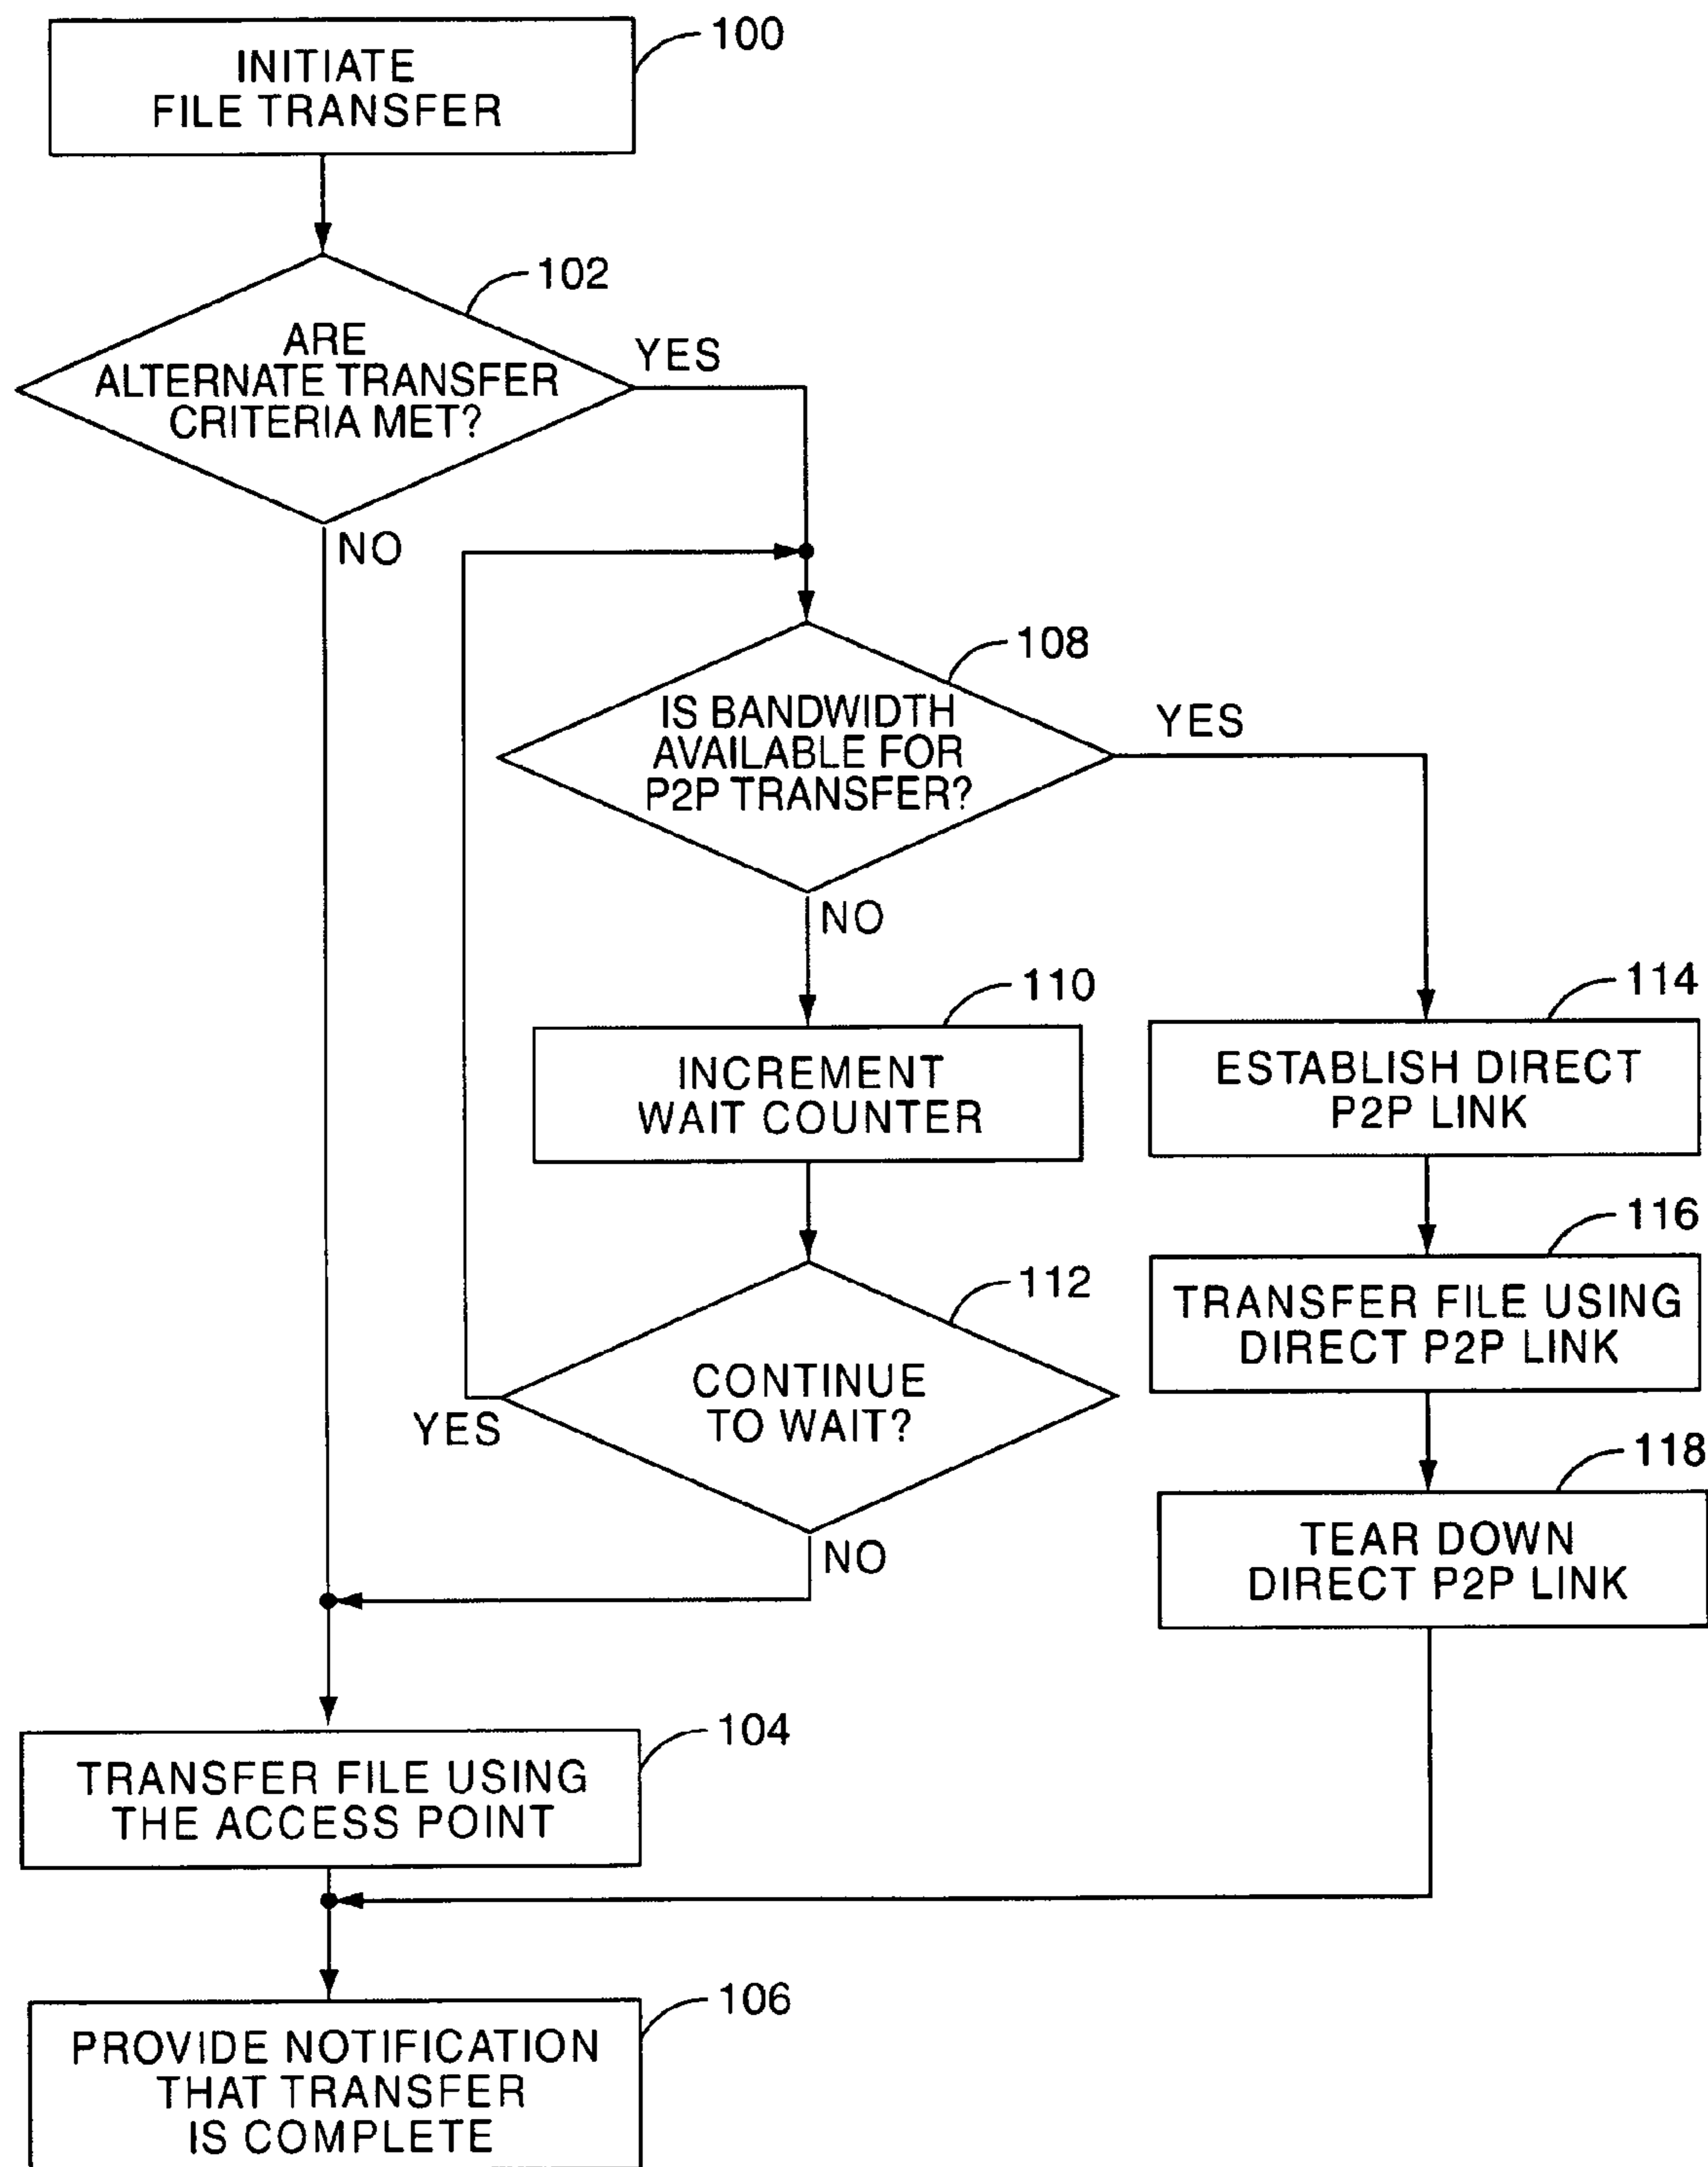 100
INITIATE
FILE TRANSFER
102
ARE
ALTERNATE TRANSFER
CRITERIA MET?
YES
NO
108
IS BANDWIDTH
AVAILABLE FOR
P2P TRANSFER?
YES
NO
110
INCREMENT
WAIT COUNTER
114
ESTABLISH DIRECT
P2P LINK
116
TRANSFER FILE USING
DIRECT P2P LINK
112
CONTINUE
TO WAIT?
YES
NO
118
TEAR DOWN
DIRECT P2P LINK
104
TRANSFER FILE USING
THE ACCESS POINT
106
PROVIDE NOTIFICATION
THAT TRANSFER
IS COMPLETE